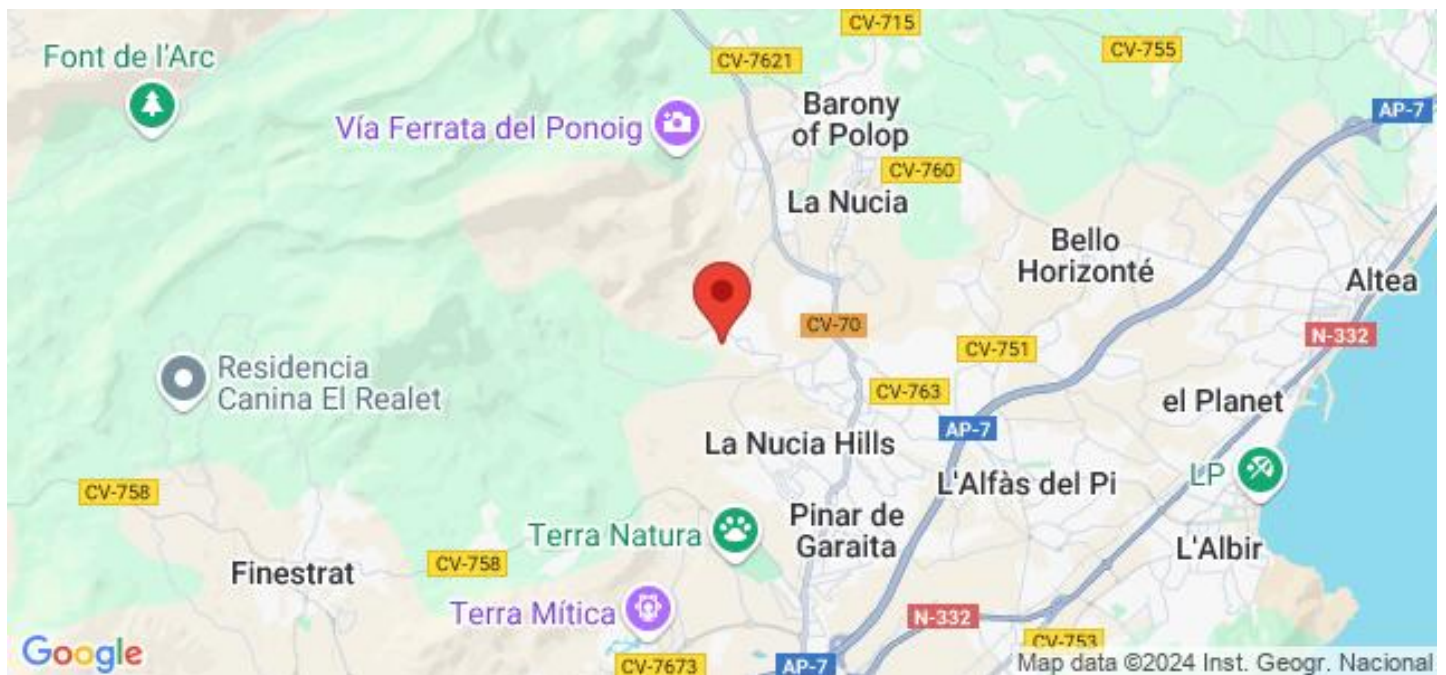 CV-715
Font de l'Arc
CV-7621
CV-755
Barony
of Polop
AP-7
Vía Ferrata del Ponoig
CV-760
La Nucia
Bello
Horizonté
Altea
CV-70
N-332
CV-751
Residencia
Canina El Realet
CV-763
el Planet
AP-7
La Nucia Hills
LP
L'Alfàs del Pi
CV-758
Pinar de
Garaita
Terra Natura
L'Albir
CV-758
Finestrat
Terra Mítica
N-332
CV-753
Google
CV-7673
AP-7
Map data ©2024 Inst. Geogr. Nacional